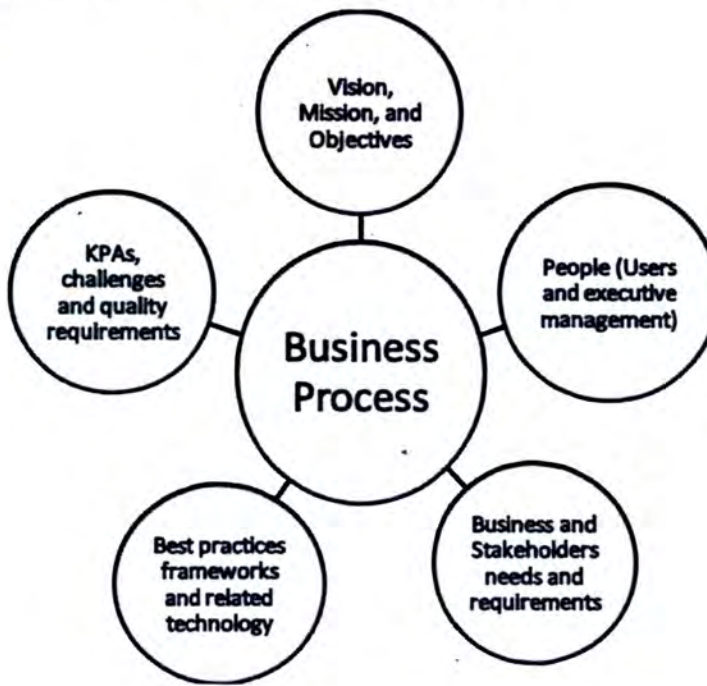 Vision,
Mission, and
Objectives
KPAs,
challenges
and quality
requirements
People (Users
and executive
management)
Business
Process
Best practices
frameworks
and related
technology
Business and
Stakeholders
needs and
requirements